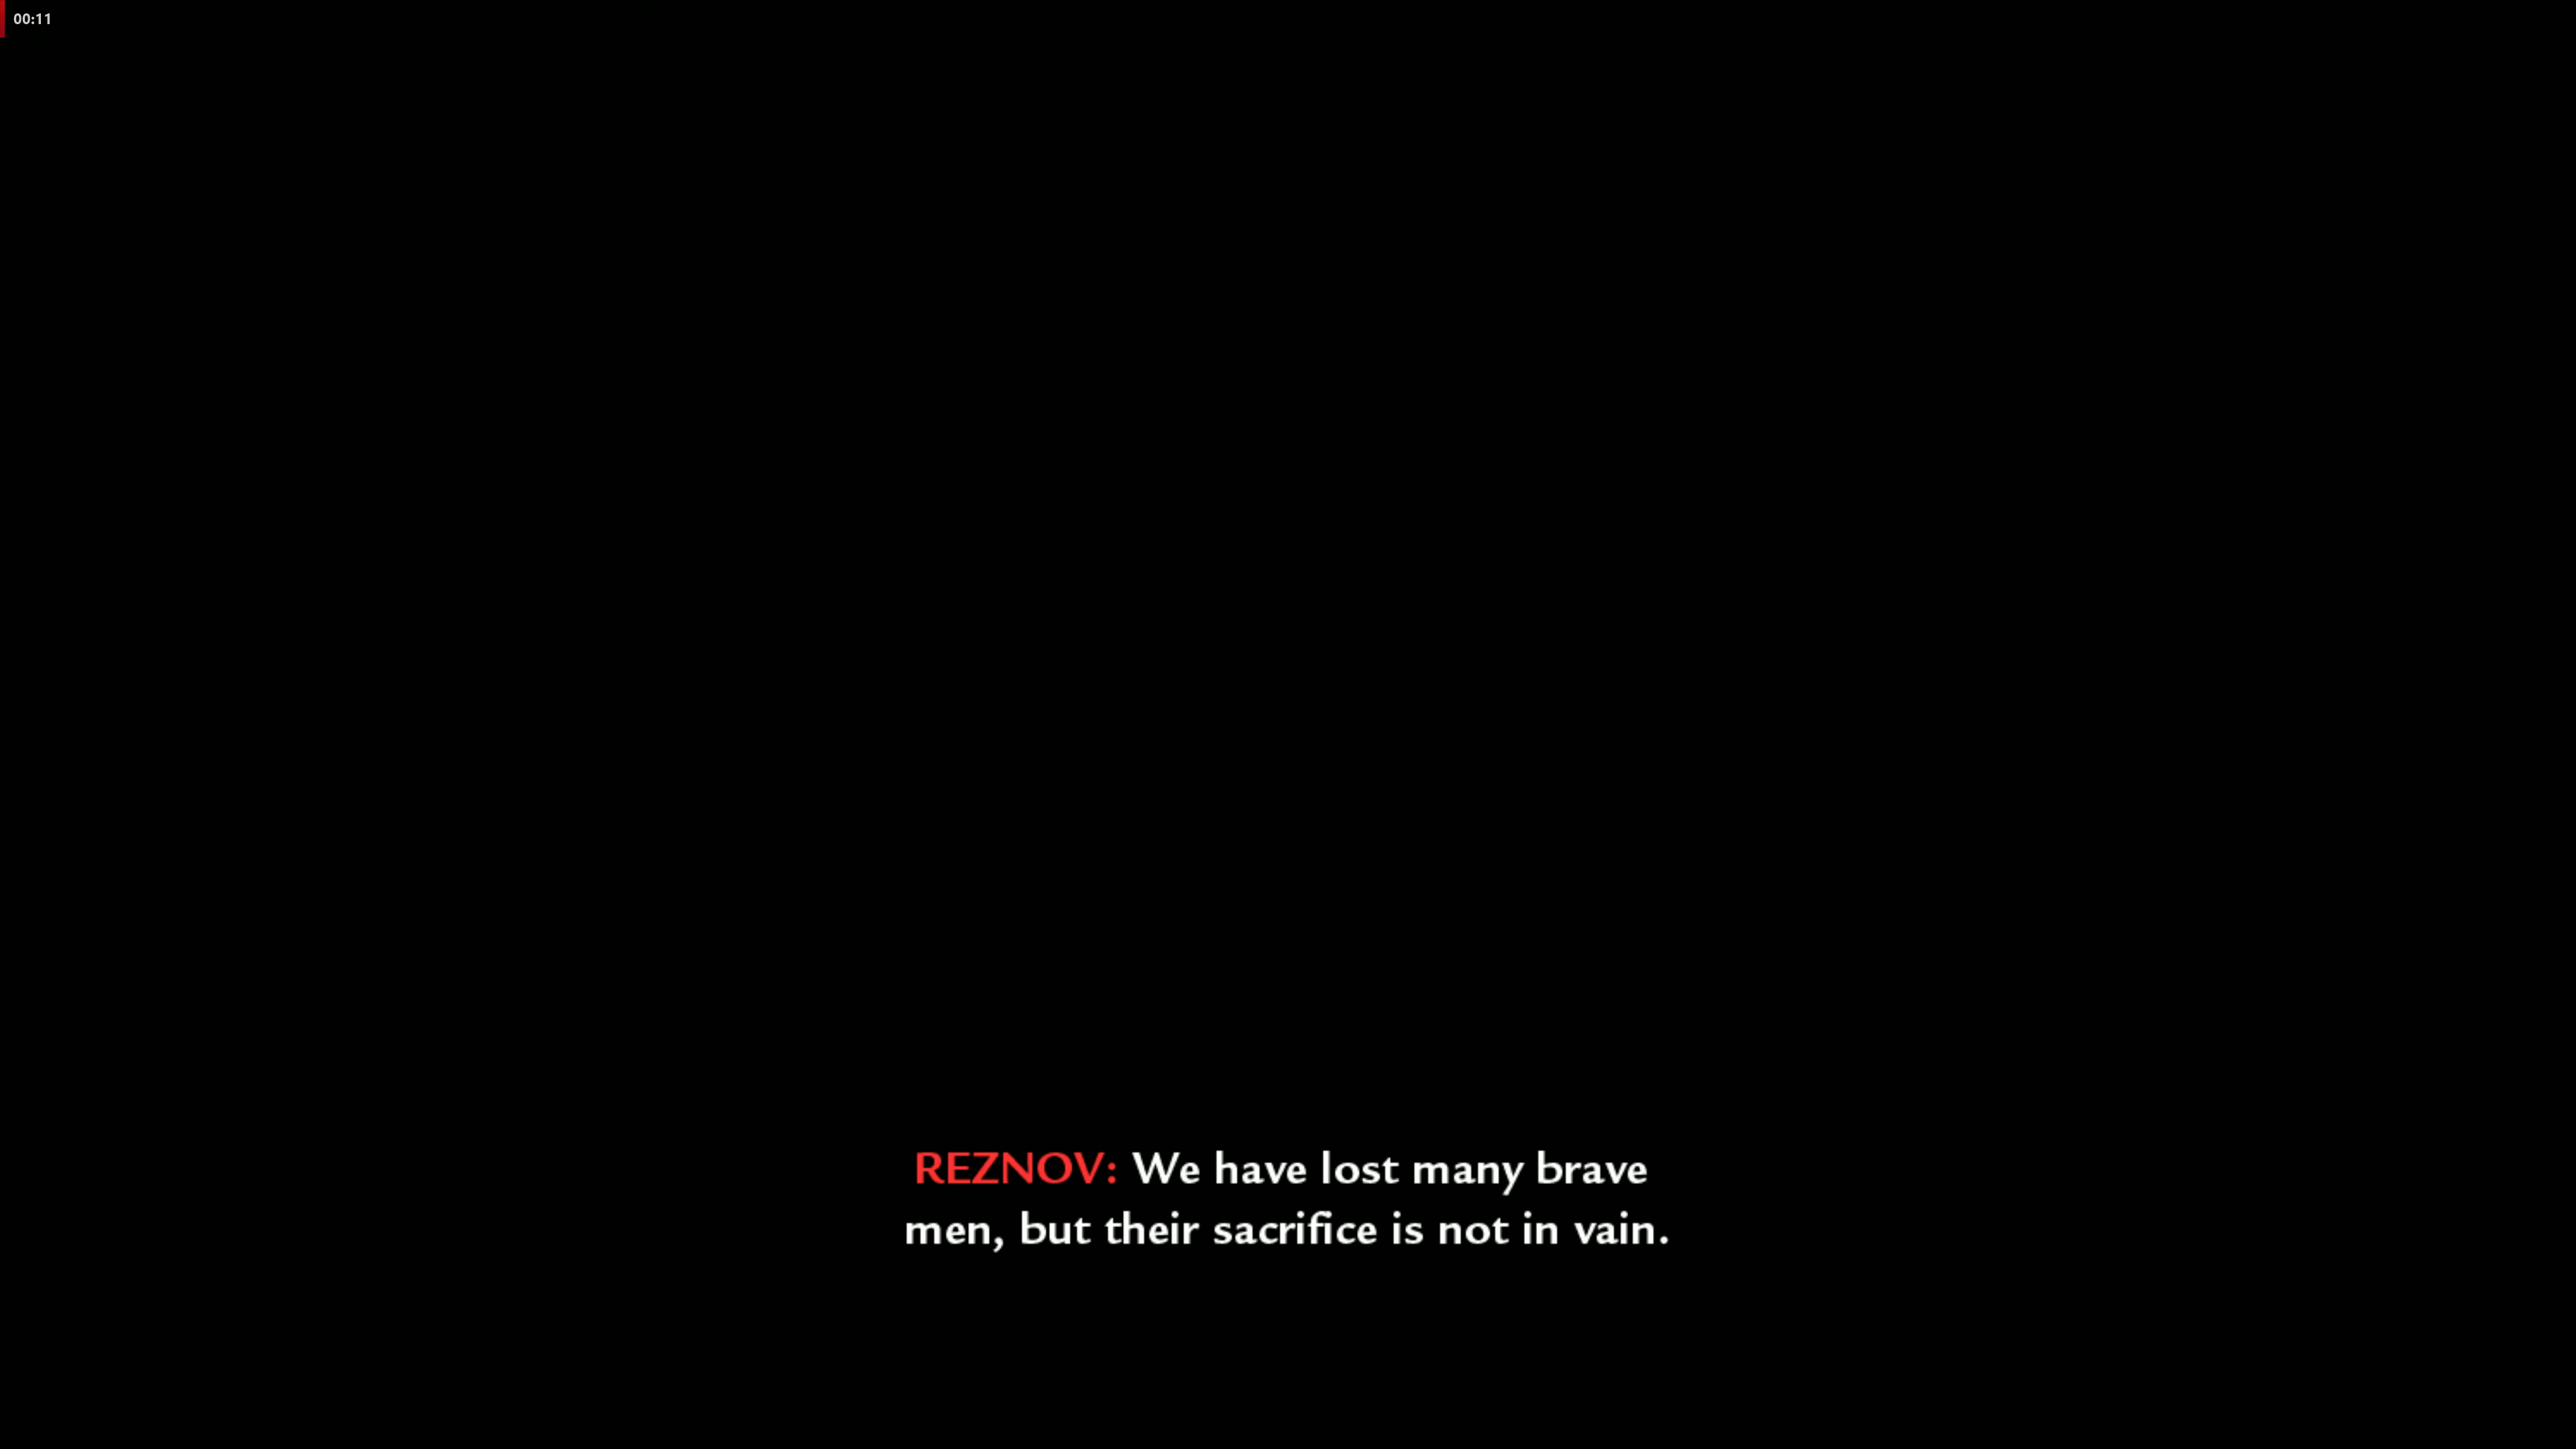 00:11
REZNOV: We have lost many brave
men, but their sacrifice is not in vain.